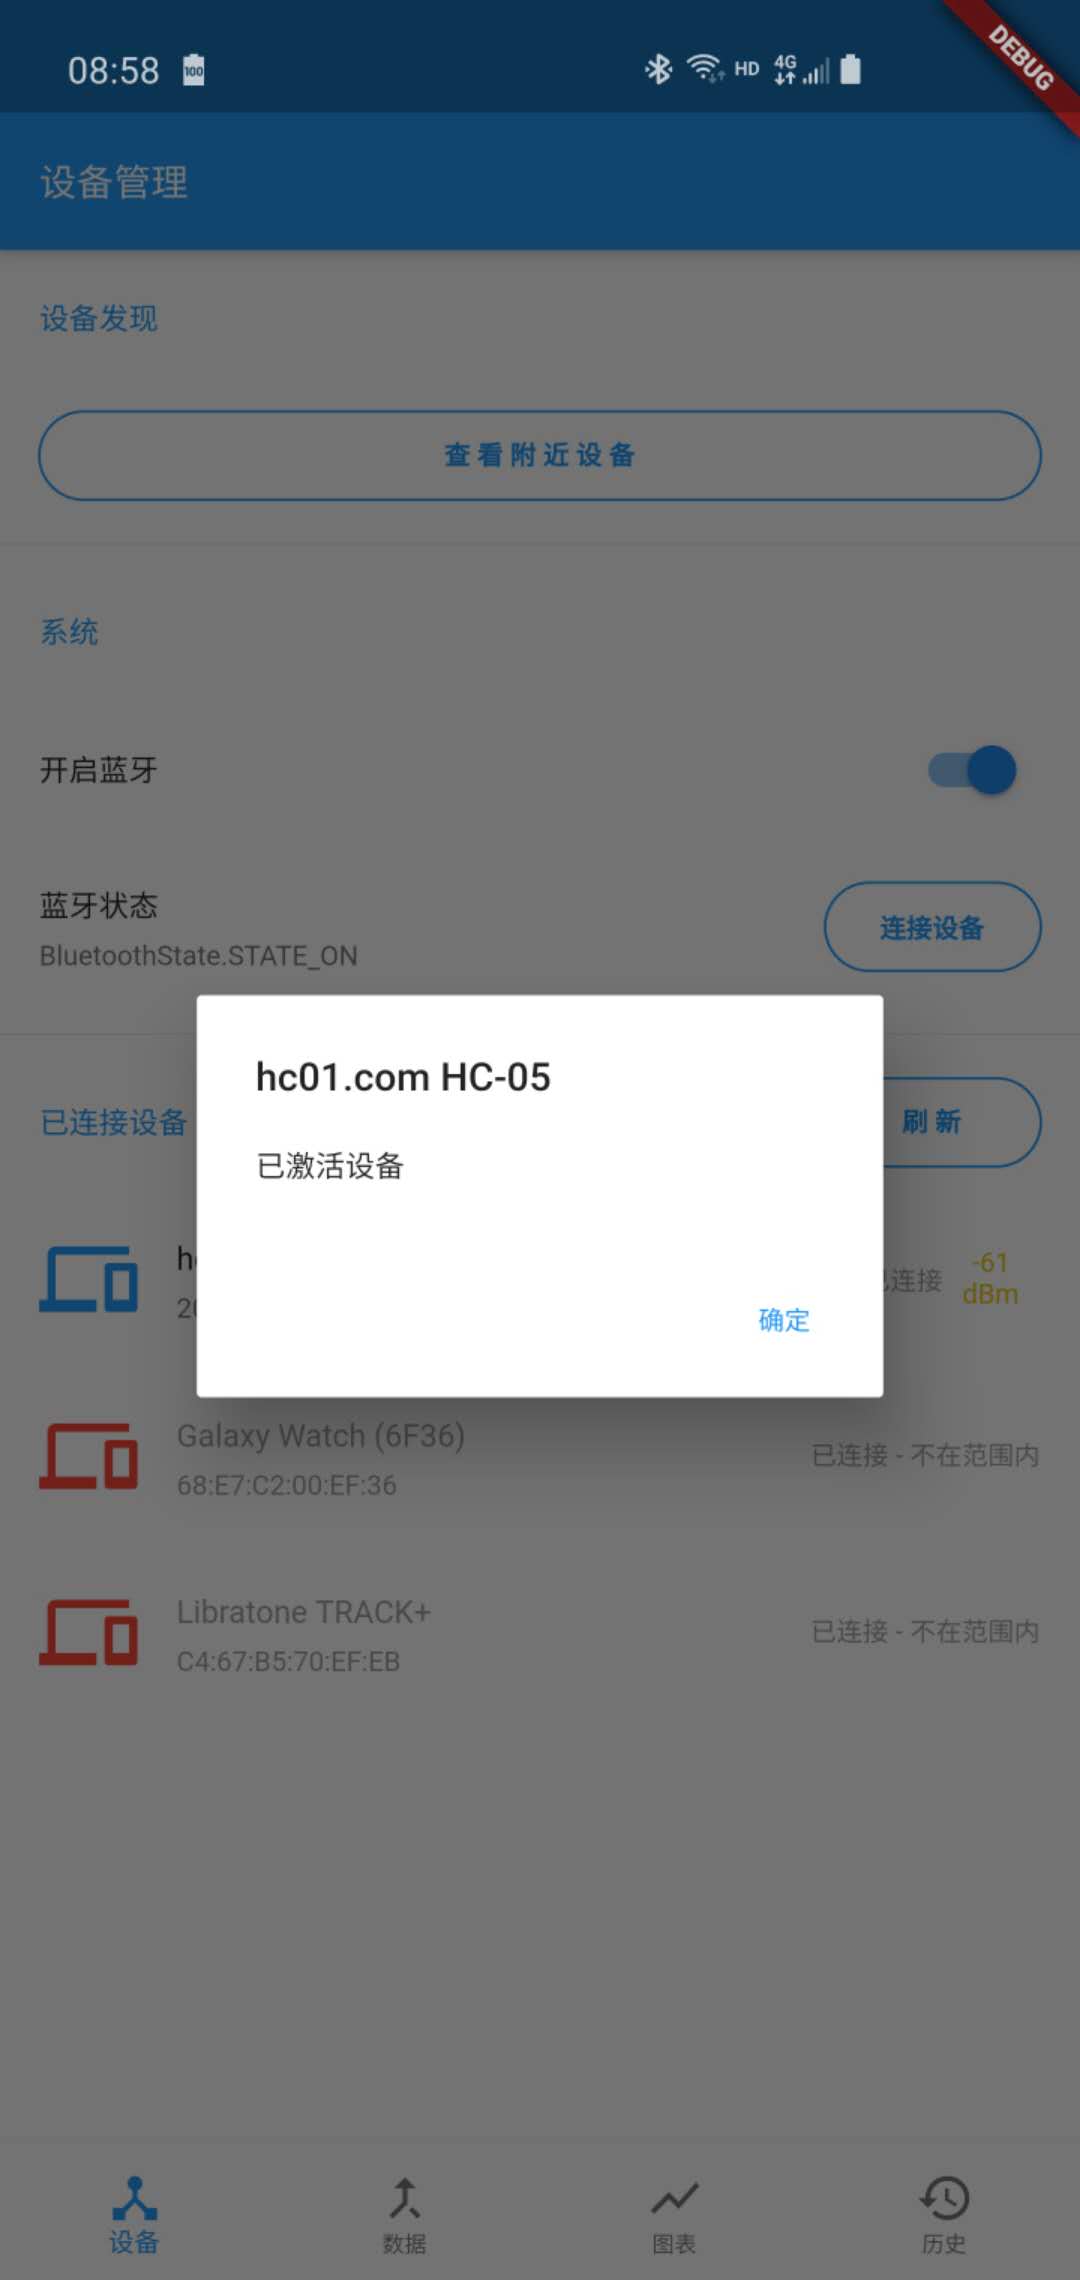 08:58
100
HD
4G
DEBUG
设备管理
设备发现
查看附近设备
系统
开启蓝牙
蓝牙状态
BluetoothState.STATE_ON
连接设备
hc01.com HC-05
已激活设备
确定
已连接设备
刷新
连接
-61
dBm
Galaxy Watch (6F36)
68:E7:C2:00:EF:36
已连接 - 不在范围内
Libratone TRACK+
C4:67:B5:70:EF:EB
已连接 - 不在范围内
设备
数据
图表
历史